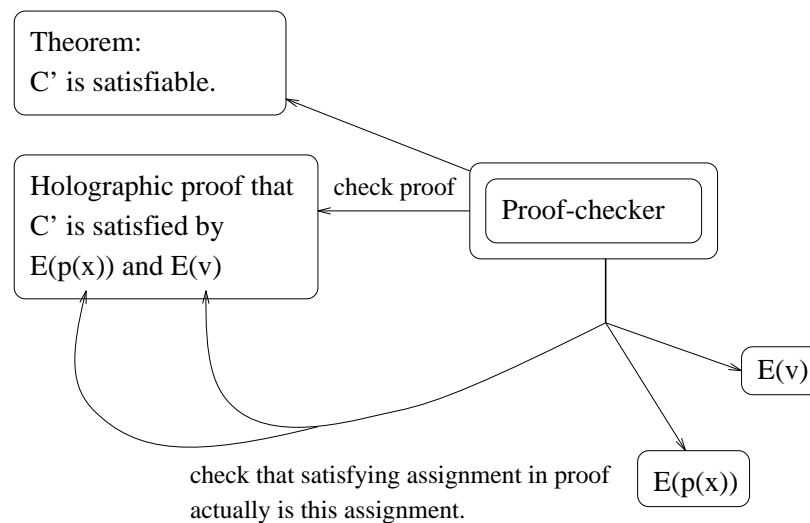 Theorem:
C’ is satisfiable.
Holographic proof that
C’ is satisfied by
E(p(x)) and E(v)
check proof
Proof-checker
E(v)
E(p(x))
check that satisfying assignment in proof
actually is this assignment.